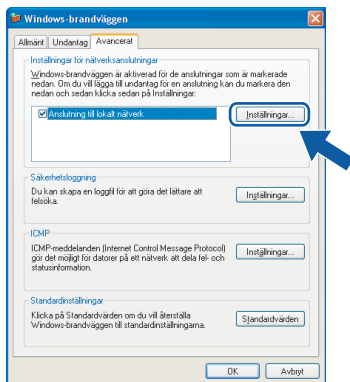 Windows-brandväggen
Allmänt Undantag Avancerat
Inställningar för nätverksanslutningar
Windows-brandväggen är aktiverad för de anslutningar som är markerade
nedan. Om du vill lägga till undantag för en anslutning kan du markera den
nedan och sedan klicka sedan på Inställningar:
Anslutning till lokalt nätverk
Inställningar...
Säkerhetsloggning
Du kan skapa en loggfil för att göra det lättare att
felsöka.
Inställningar...
ICMP
ICMP-meddelanden (Internet Control Message Protocol)
gör det möjligt för datorer på ett nätverk att dela fel- och
statusinformation.
Inställningar...
Standardinställningar
Klicka på Standardvärden om du vill återställa
Windows-brandväggen till standardinställningarna.
Standardvärden
OK Avbryt